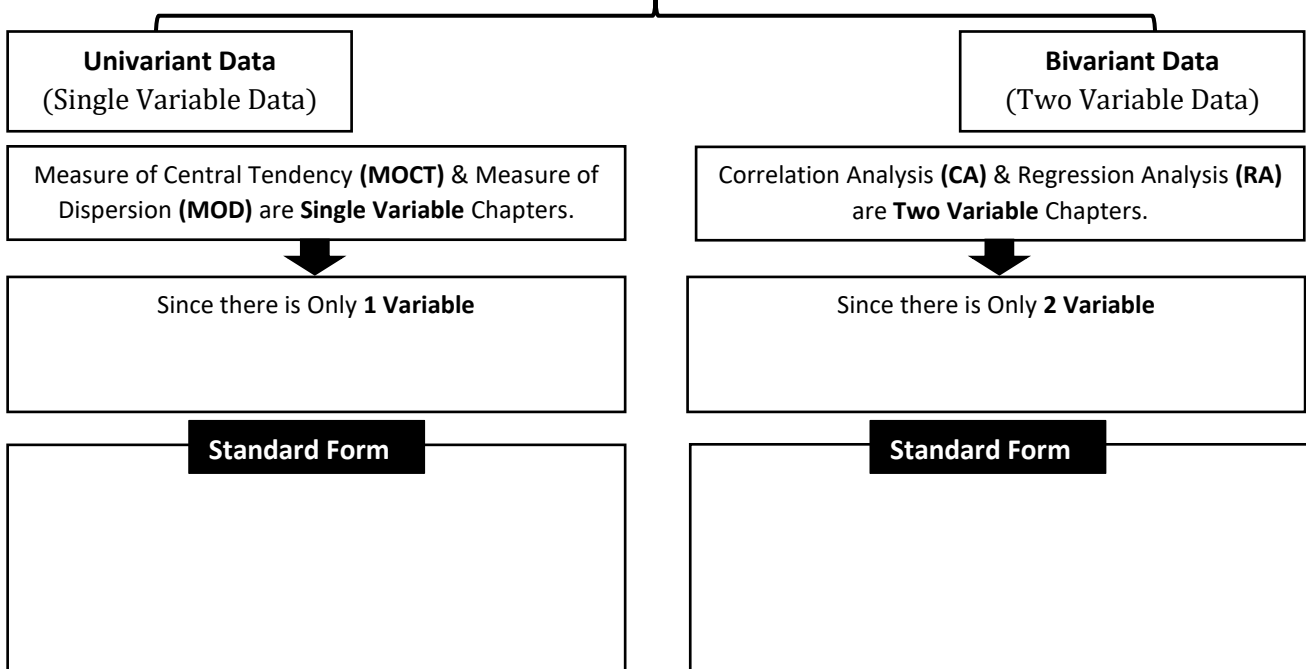 Univariant Data
(Single Variable Data)
Bivariant Data
(Two Variable Data)
Measure of Central Tendency (MOCT) & Measure of
Dispersion (MOD) are Single Variable Chapters.
Correlation Analysis (CA) & Regression Analysis (RA)
are Two Variable Chapters.
Since there is Only 1 Variable
Since there is Only 2 Variable
Standard Form
Standard Form